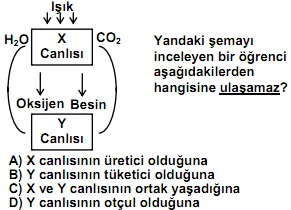 Işık
H₂O X CO₂
Canlısı
Oksijen Besin
Y
Canlısı
Yandaki şemayı
inceleyen bir öğrenci
aşağıdakilerden
hangisine ulaşamaz?
A) X canlısının üretici olduğuna
B) Y canlısının tüketici olduğuna
C) X ve Y canlısının ortak yaşadığına
D) Y canlısının otçul olduğuna